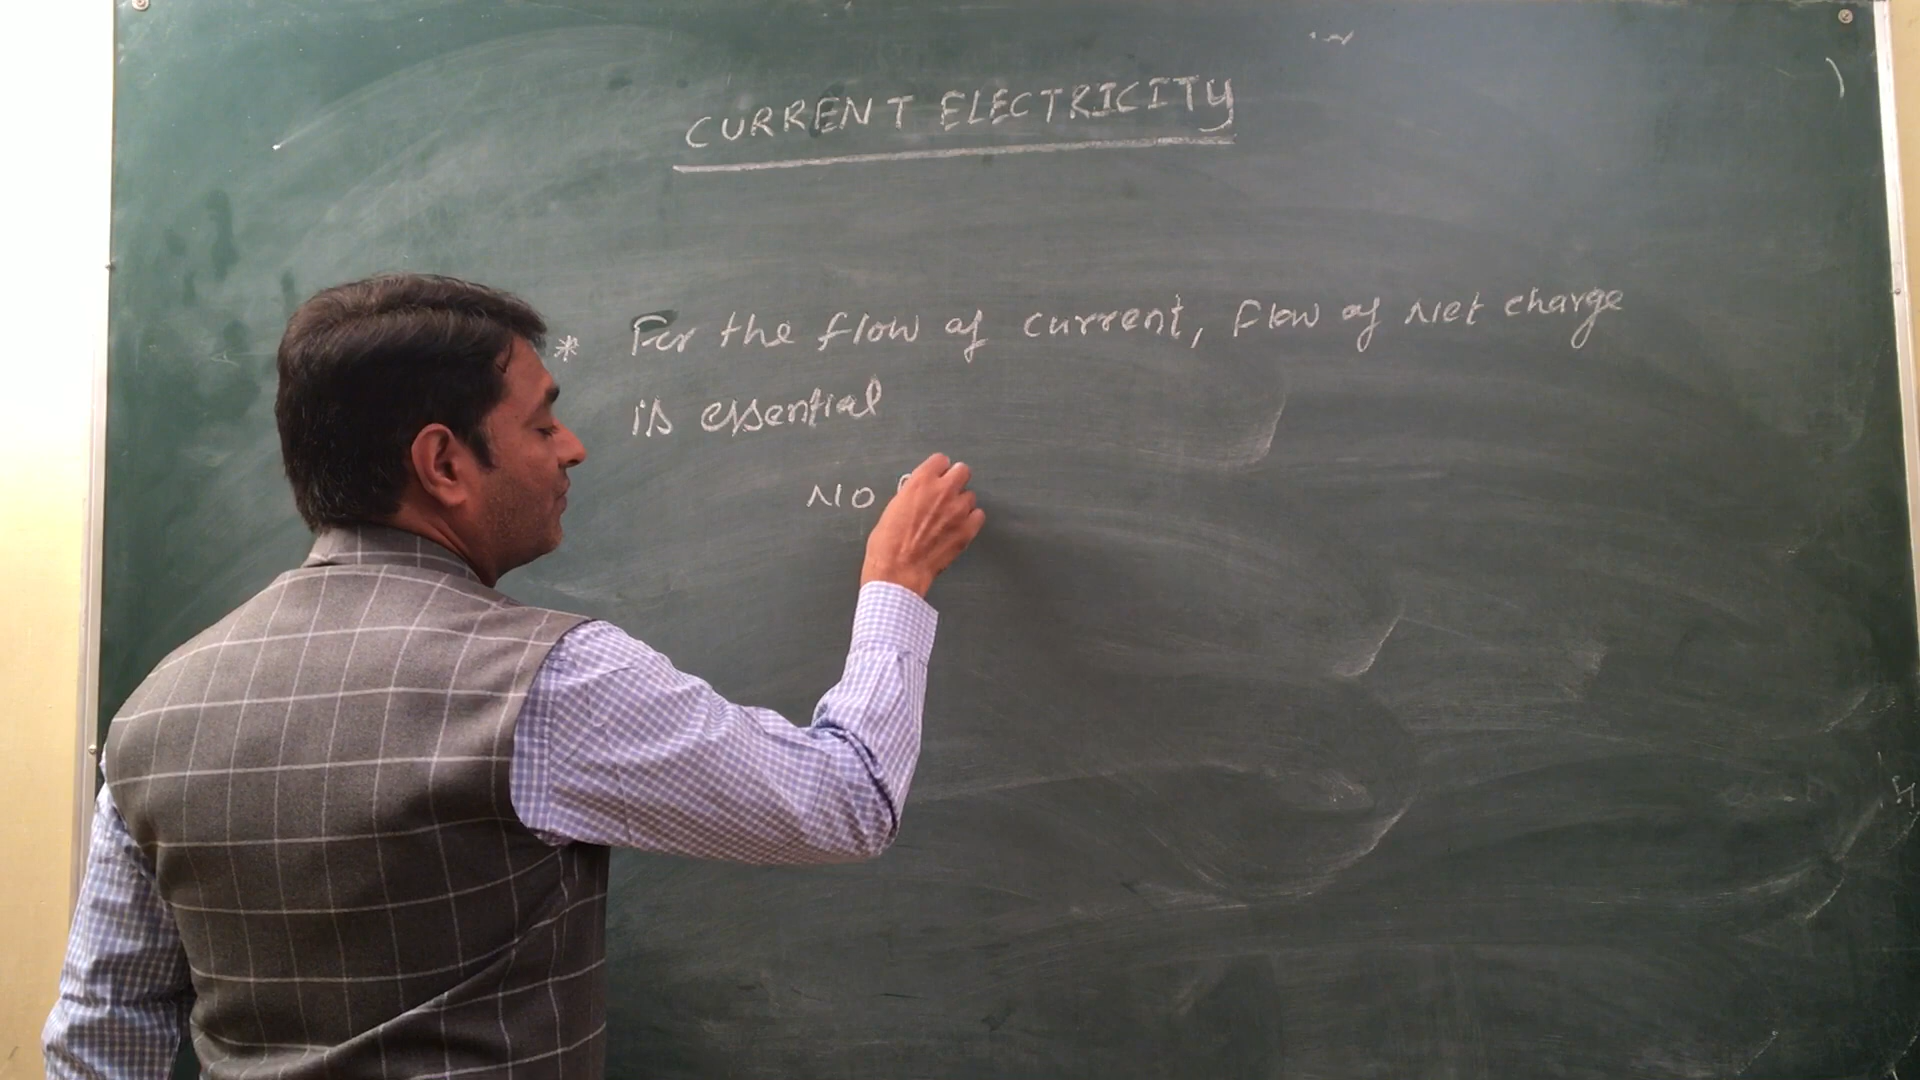 CURRENT ELECTRICITY
* For the flow of current, flow of Net charge
is essential
NO